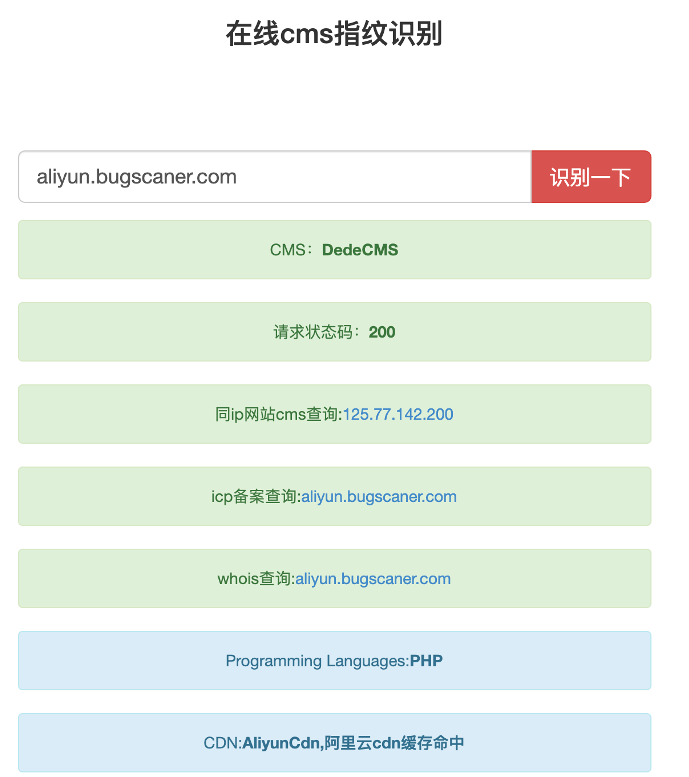 在线cms指纹识别
aliyun.bugscaner.com
识别一下
CMS：DedeCMS
请求状态码：200
同ip网站cms查询:125.77.142.200
icp备案查询:aliyun.bugscaner.com
whois查询:aliyun.bugscaner.com
Programming Languages:PHP
CDN:AliyunCdn,阿里云cdn缓存命中